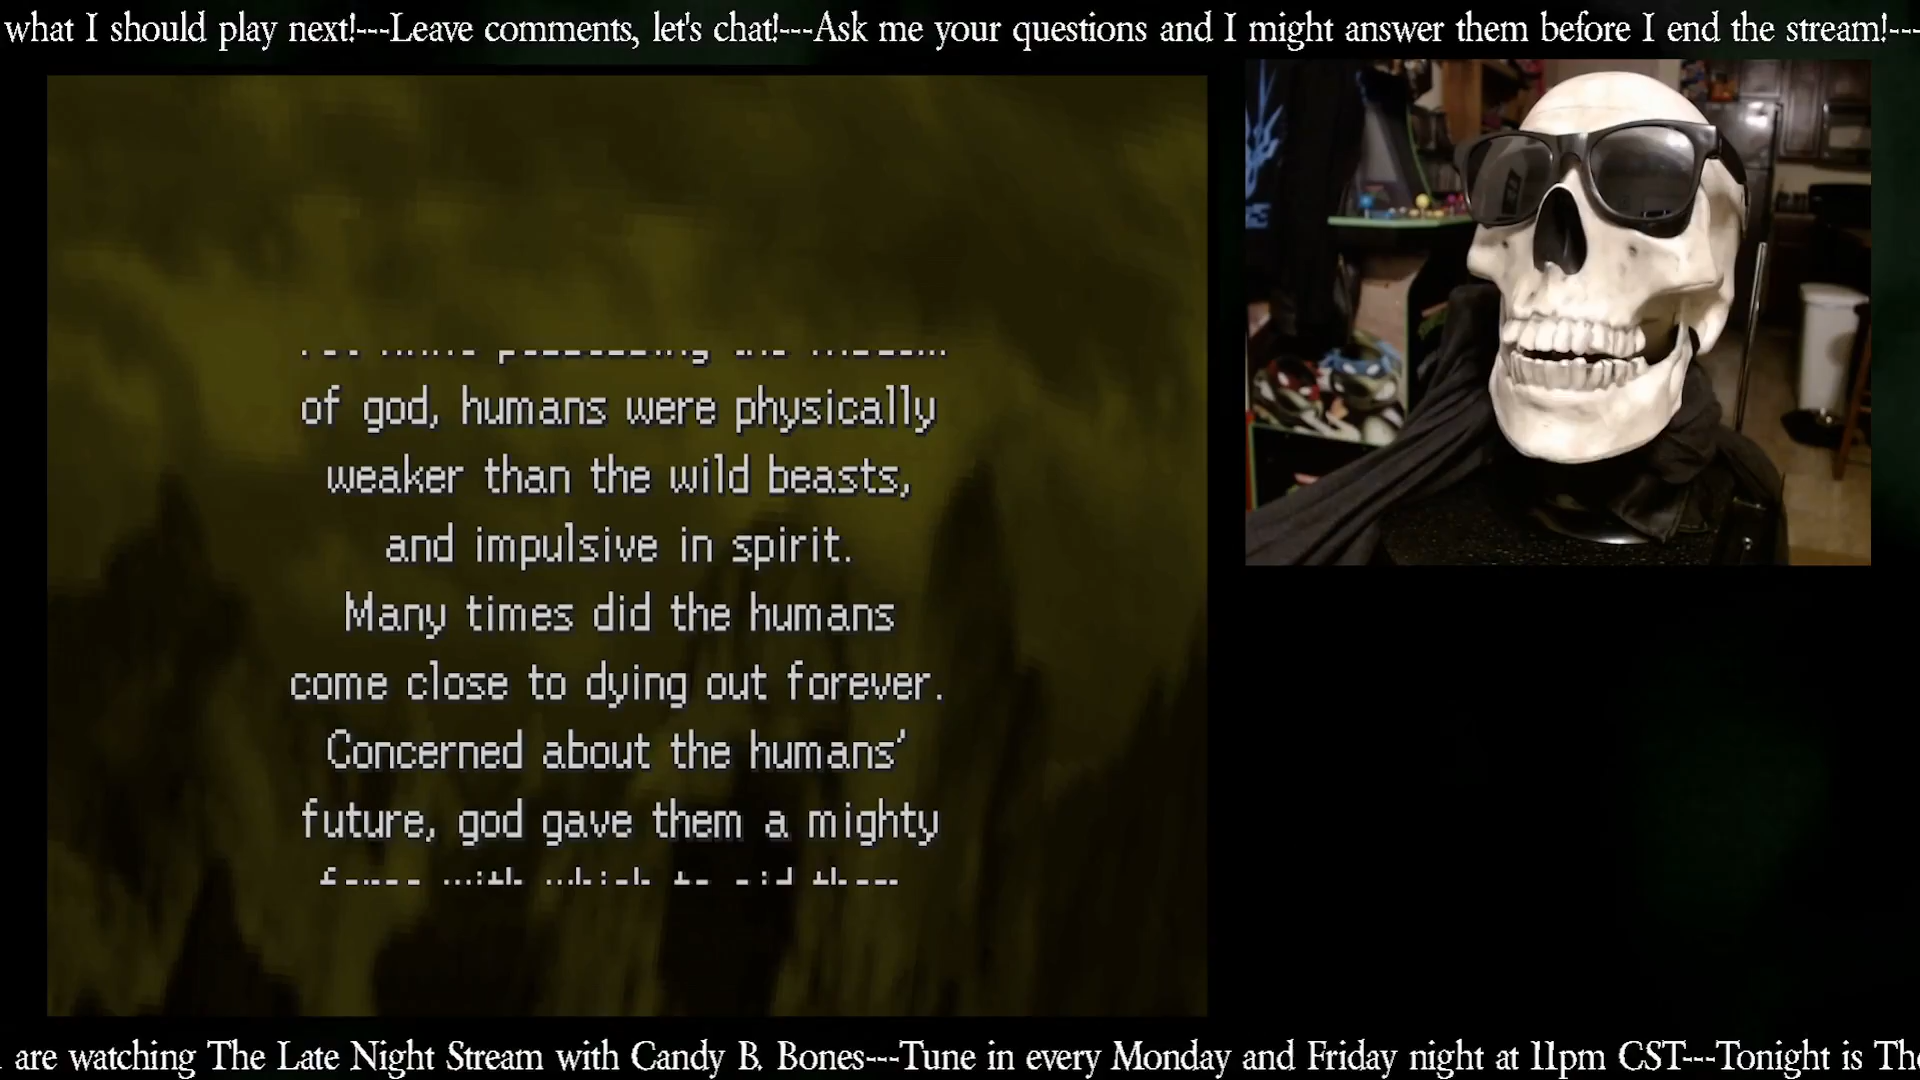 what I should play next!---Leave comments, let's chat!---Ask me your questions and I might answer them before I end the stream!---
of god, humans were physically
weaker than the wild beasts,
and impulsive in spirit.
Many times did the humans
come close to dying out forever.
Concerned about the humans'
future, god gave them a mighty
are watching The Late Night Stream with Candy B. Bones---Tune in every Monday and Friday night at 11pm CST---Tonight is The